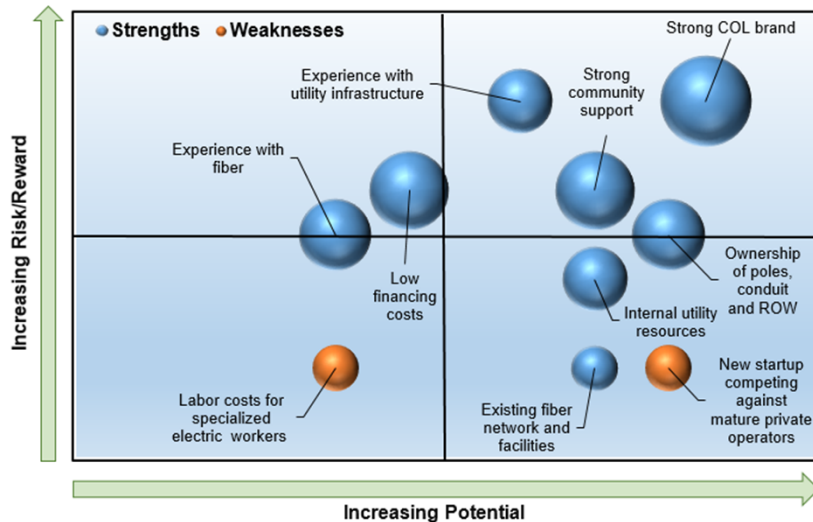 Strengths
Weaknesses
Strong COL brand
Experience with
utility infrastructure
Strong
community
support
Experience with
fiber
Low
financing
costs
Ownership
of poles,
conduit
and ROW
Internal utility
resources
Labor costs for
specialized
electric workers
Existing fiber
network and
facilities
New startup
competing
against
mature private
operators
Increasing Risk/Reward
Increasing Potential